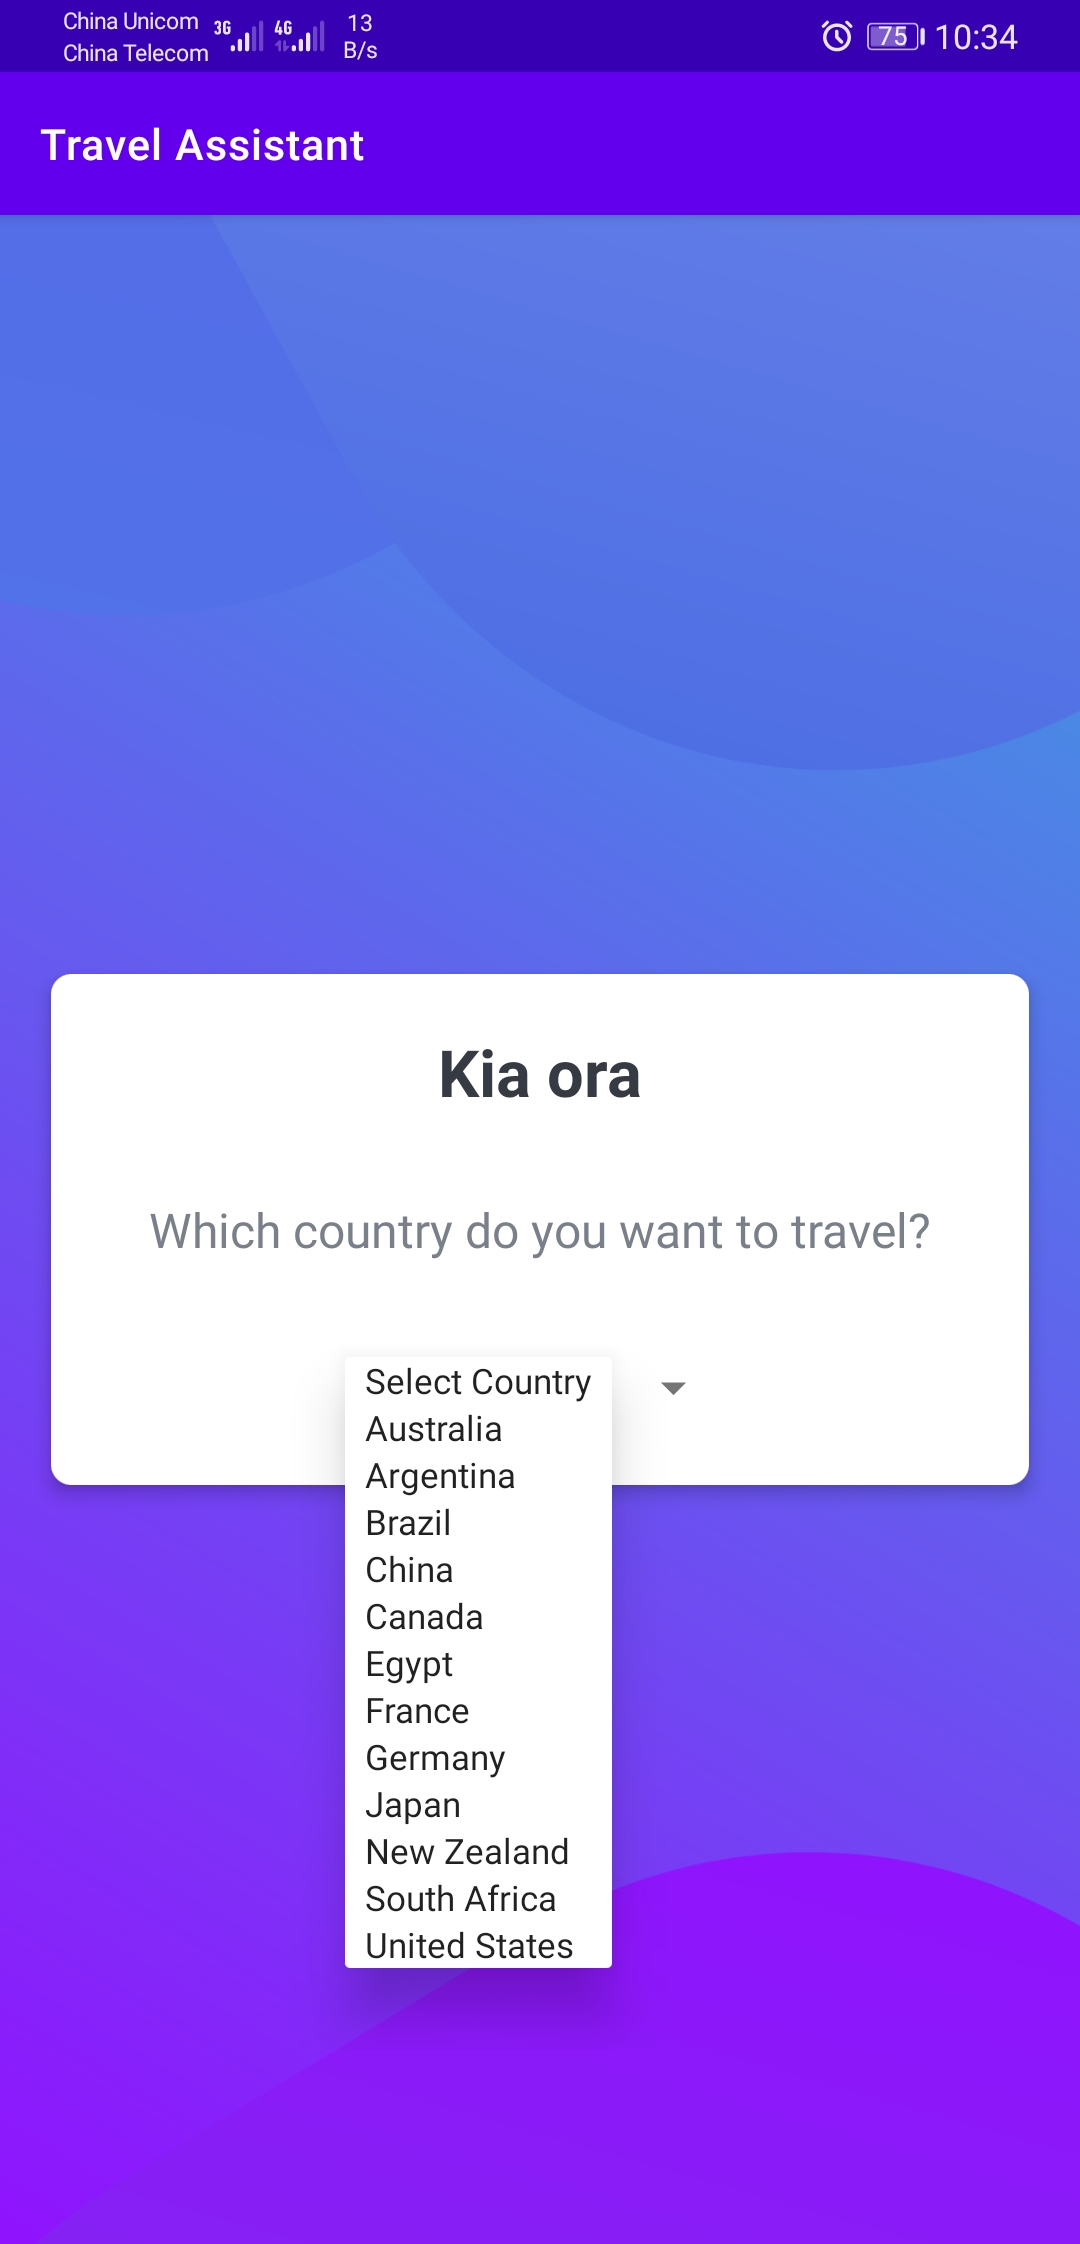 China Unicom 3G 4G 13
China Telecom B/s
75 10:34
Travel Assistant
Kia ora
Which country do you want to travel?
Select Country
Australia
Argentina
Brazil
China
Canada
Egypt
France
Germany
Japan
New Zealand
South Africa
United States